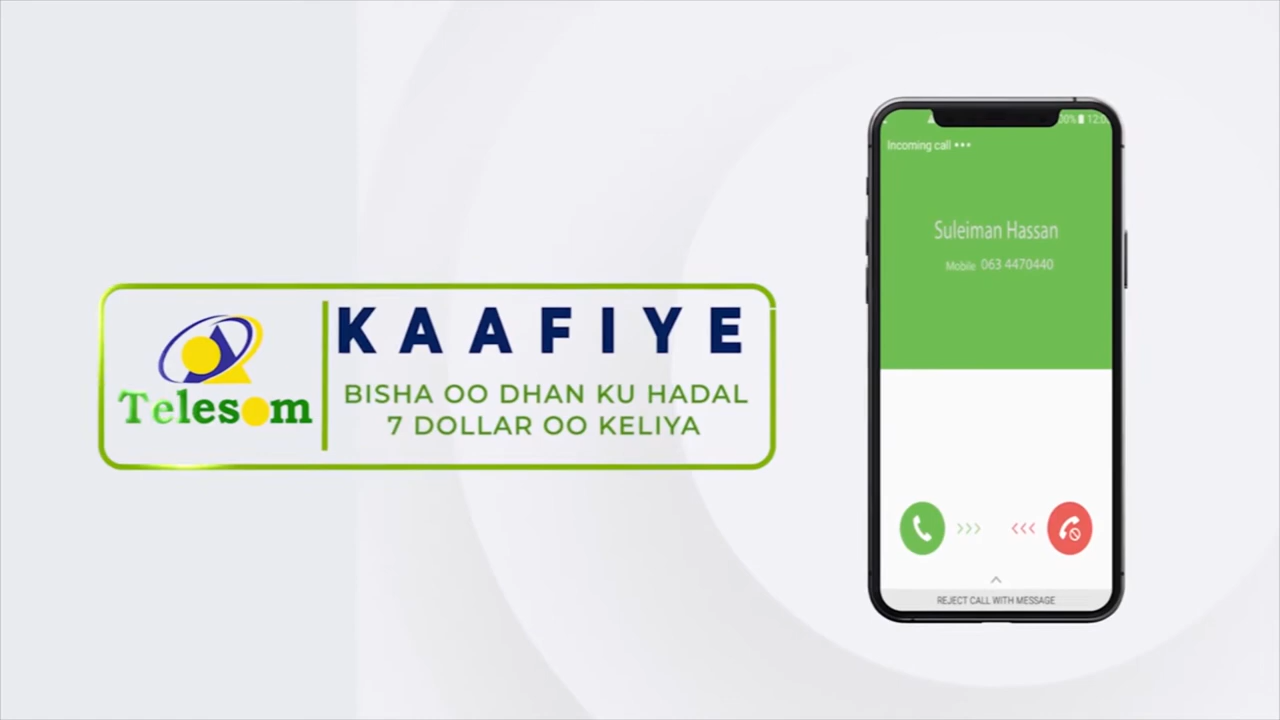 Telesom
KAAFIYE
BISHA OO DHAN KU HADAL
7 DOLLAR OO KELIYA
Incoming call •••
Suleiman Hassan
Mobile 063 4470440
REJECT CALL WITH MESSAGE